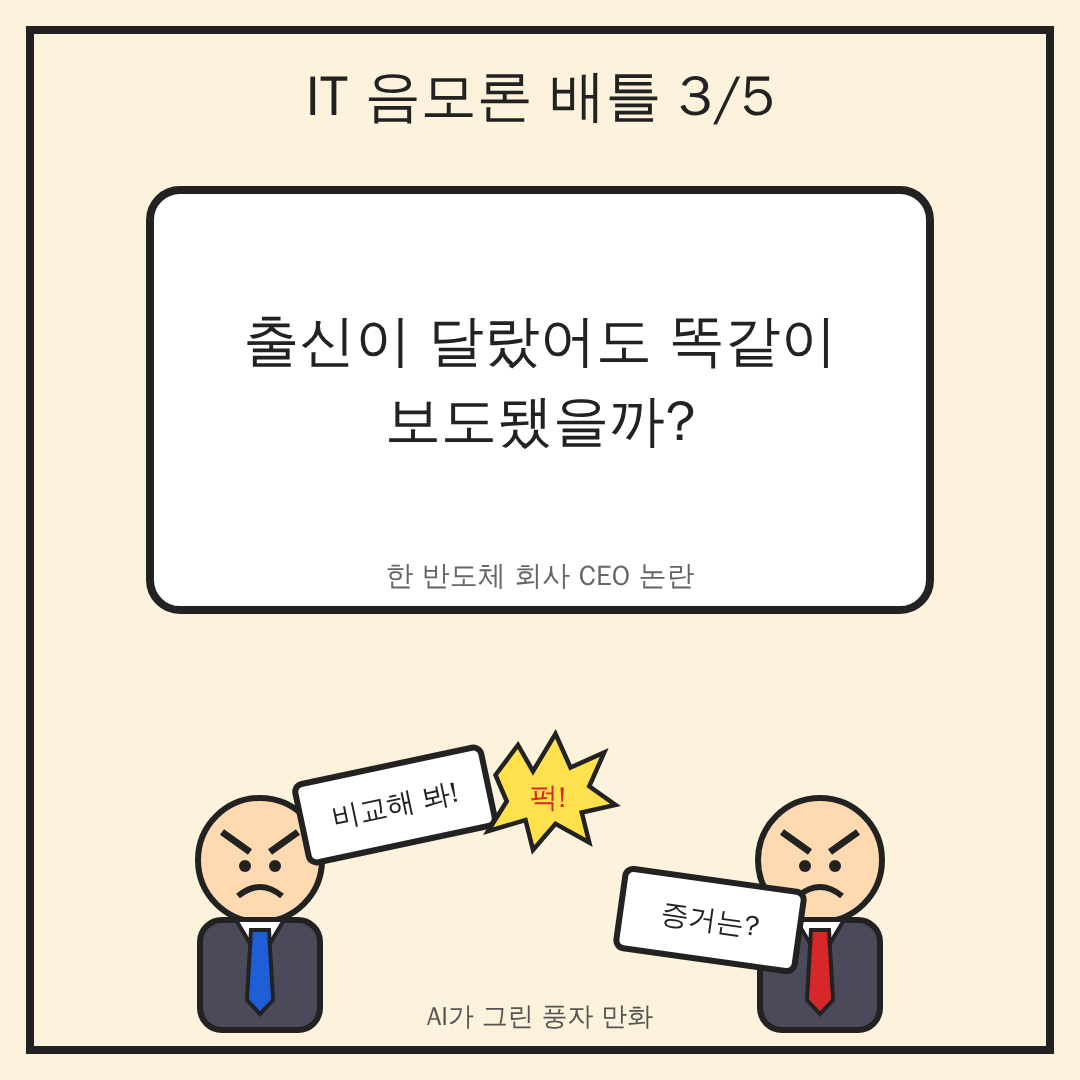 IT 음모론 배틀 3/5
출신이 달랐어도 똑같이
보도됐을까?
한 반도체 회사 CEO 논란
비교해 봐!
퍽!
증거는?
AI가 그린 풍자 만화